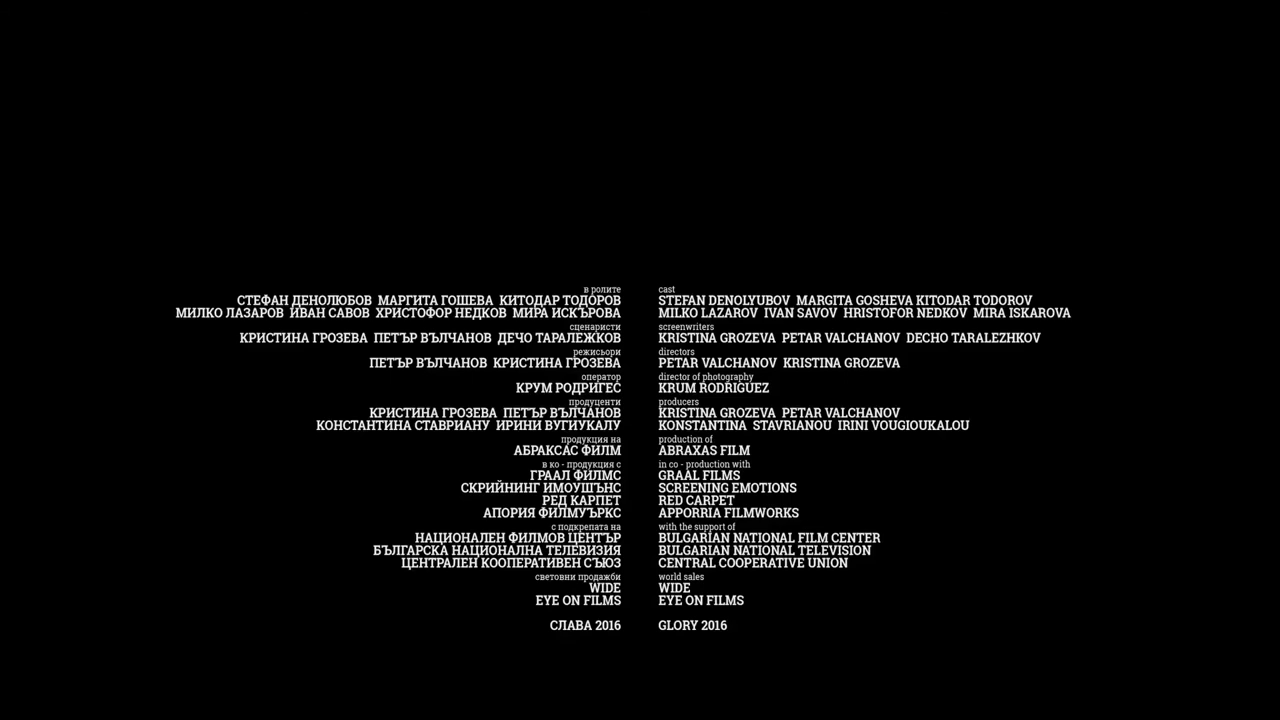 в ролите
СТЕФАН ДЕНОЛЮБОВ МАРГИТА ГОШЕВА КИТОДАР ТОДОРОВ
МИЛКО ЛАЗАРОВ ИВАН САВОВ ХРИСТОФОР НЕДКОВ МИРА ИСКЪРОВА
сценаристи
КРИСТИНА ГРОЗЕВА ПЕТЪР ВЪЛЧАНОВ ДЕЧО ТАРАЛЕЖКОВ
режисьори
ПЕТЪР ВЪЛЧАНОВ КРИСТИНА ГРОЗЕВА
оператор
КРУМ РОДРИГЕС
продуценти
КРИСТИНА ГРОЗЕВА ПЕТЪР ВЪЛЧАНОВ
КОНСТАНТИНА СТАВРИАНУ ИРИНИ ВУГИУКАЛУ
продукция на
АБРАКСАС ФИЛМ
в ко - продукция с
ГРААЛ ФИЛМС
СКРИЙНИНГ ИМОУШЪНС
РЕД КАРПЕТ
АПОРИЯ ФИЛМУЪРКС
с подкрепата на
НАЦИОНАЛЕН ФИЛМОВ ЦЕНТЪР
БЪЛГАРСКА НАЦИОНАЛНА ТЕЛЕВИЗИЯ
ЦЕНТРАЛЕН КООПЕРАТИВЕН СЪЮЗ
световни продажби
WIDE
EYE ON FILMS
СЛАВА 2016
cast
STEFAN DENOLYUBOV MARGITA GOSHEVA KITODAR TODOROV
MILKO LAZAROV IVAN SAVOV HRISTOFOR NEDKOV MIRA ISKAROVA
screenwriters
KRISTINA GROZEVA PETAR VALCHANOV DECHO TARALEZHKOV
directors
PETAR VALCHANOV KRISTINA GROZEVA
director of photography
KRUM RODRIGUEZ
producers
KRISTINA GROZEVA PETAR VALCHANOV
KONSTANTINA STAVRIANOU IRINI VOUGIOUKALOU
production of
ABRAXAS FILM
in co - production with
GRAAL FILMS
SCREENING EMOTIONS
RED CARPET
APPORRIA FILMWORKS
with the support of
BULGARIAN NATIONAL FILM CENTER
BULGARIAN NATIONAL TELEVISION
CENTRAL COOPERATIVE UNION
world sales
WIDE
EYE ON FILMS
GLORY 2016